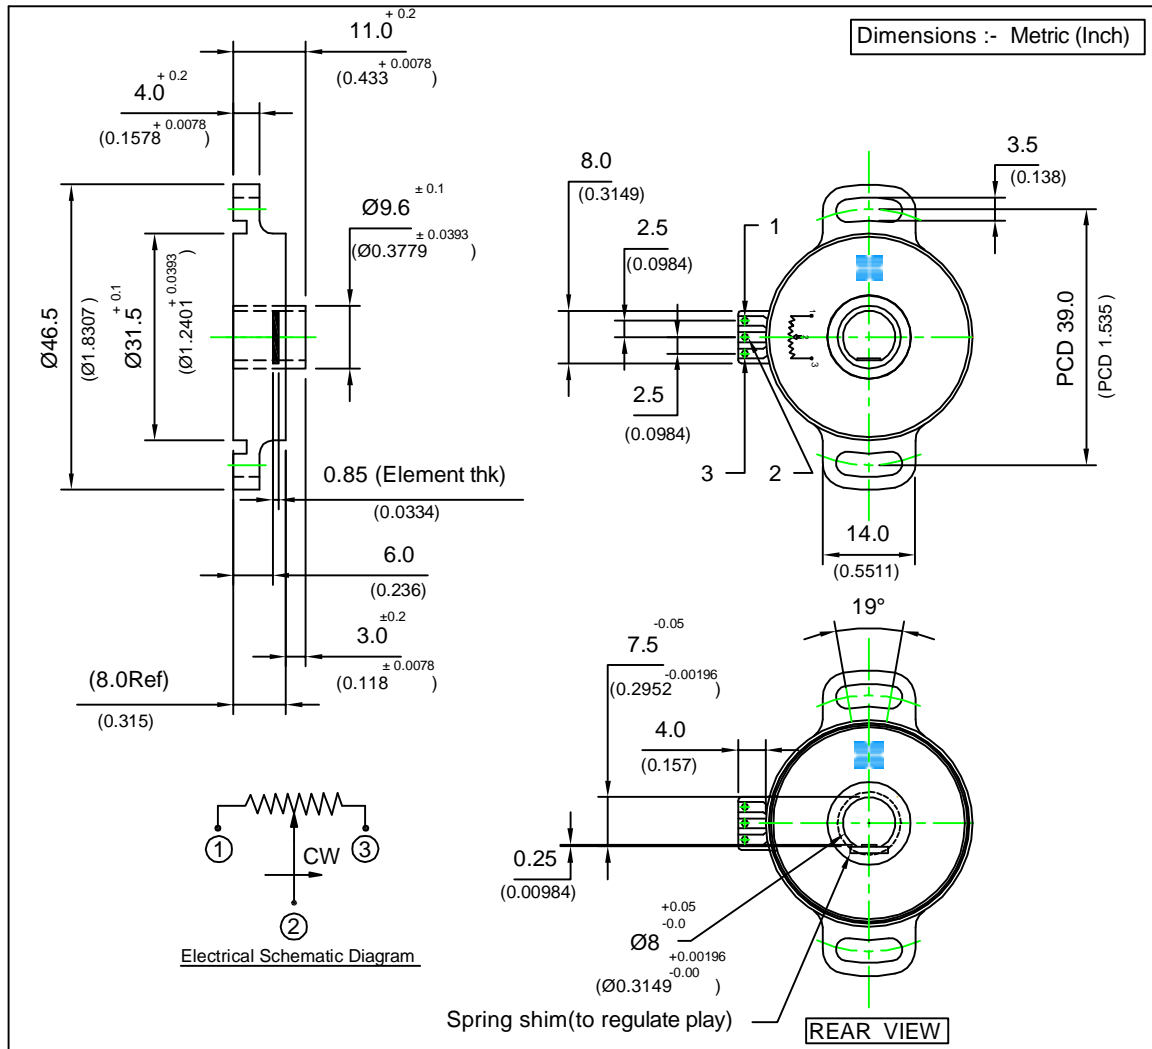 Dimensions :- Metric (Inch)
11.0 + 0.2
(0.433 + 0.0078)
4.0 + 0.2
(0.1578 + 0.0078)
Ø9.6 ± 0.1
(Ø0.3779 ± 0.0393)
Ø46.5
(Ø1.8307)
Ø31.5 + 0.1
(Ø1.2401 + 0.0393)
0.85 (Element thk)
(0.0334)
6.0
(0.236)
3.0 ±0.2
(0.118 ± 0.0078)
(8.0Ref)
(0.315)
8.0
(0.3149)
2.5
(0.0984)
2.5
(0.0984)
1
3
2
1
2
3
3.5
(0.138)
PCD 39.0
(PCD 1.535)
14.0
(0.5511)
19°
7.5 -0.05
(0.2952 -0.00196)
4.0
(0.157)
0.25
(0.00984)
Ø8 +0.05 -0.0
(Ø0.3149 +0.00196 -0.00)
Spring shim(to regulate play)
REAR VIEW
1
3
CW
2
Electrical Schematic Diagram